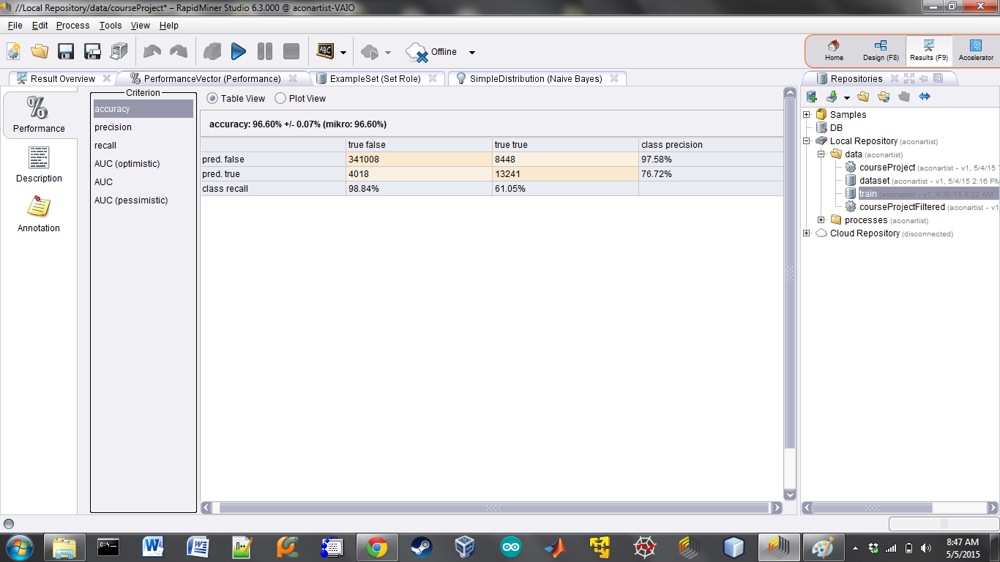 //Local Repository/data/courseProject* – RapidMiner Studio 6.3.000 @ aconartist-VAIO
File Edit Process Tools View Help
ABC Offline Home Design (F8) Results (F9) Accelerator
Result Overview PerformanceVector (Performance) ExampleSet (Set Role) SimpleDistribution (Naive Bayes) Repositories
%
Performance
Description
Annotation
Criterion
accuracy
precision
recall
AUC (optimistic)
AUC
AUC (pessimistic)
Table View Plot View
accuracy: 96.60% +/- 0.07% (mikro: 96.60%)
true false true true class precision
pred. false 341008 8448 97.58%
pred. true 4018 13241 76.72%
class recall 98.84% 61.05%
Samples
DB
Local Repository (aconartist)
data (aconartist)
courseProject (aconartist - v1, 5/4/15
dataset (aconartist - v1, 5/4/15 2:16 PM
train (aconartist - v1, 4/30/15 9:22 AM -
courseProjectFiltered (aconartist - v1
processes (aconartist)
Cloud Repository (disconnected)
8:47 AM
5/5/2015